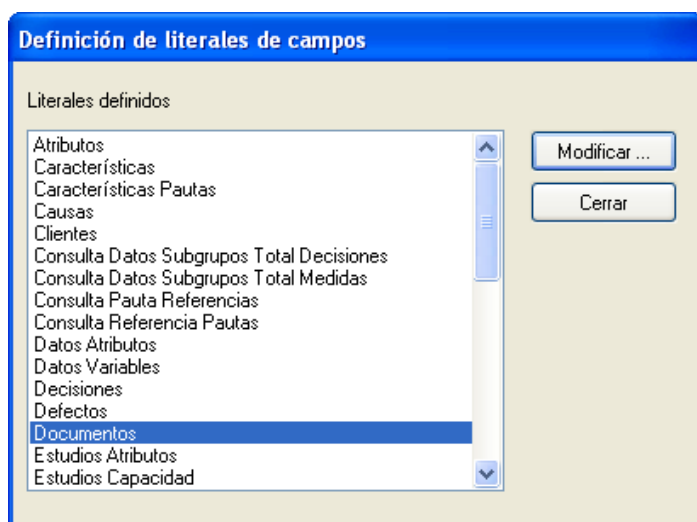 Definición de literales de campos
Literales definidos
Atributos
Características
Características Pautas
Causas
Clientes
Consulta Datos Subgrupos Total Decisiones
Consulta Datos Subgrupos Total Medidas
Consulta Pauta Referencias
Consulta Referencia Pautas
Datos Atributos
Datos Variables
Decisiones
Defectos
Documentos
Estudios Atributos
Estudios Capacidad
Modificar ...
Cerrar